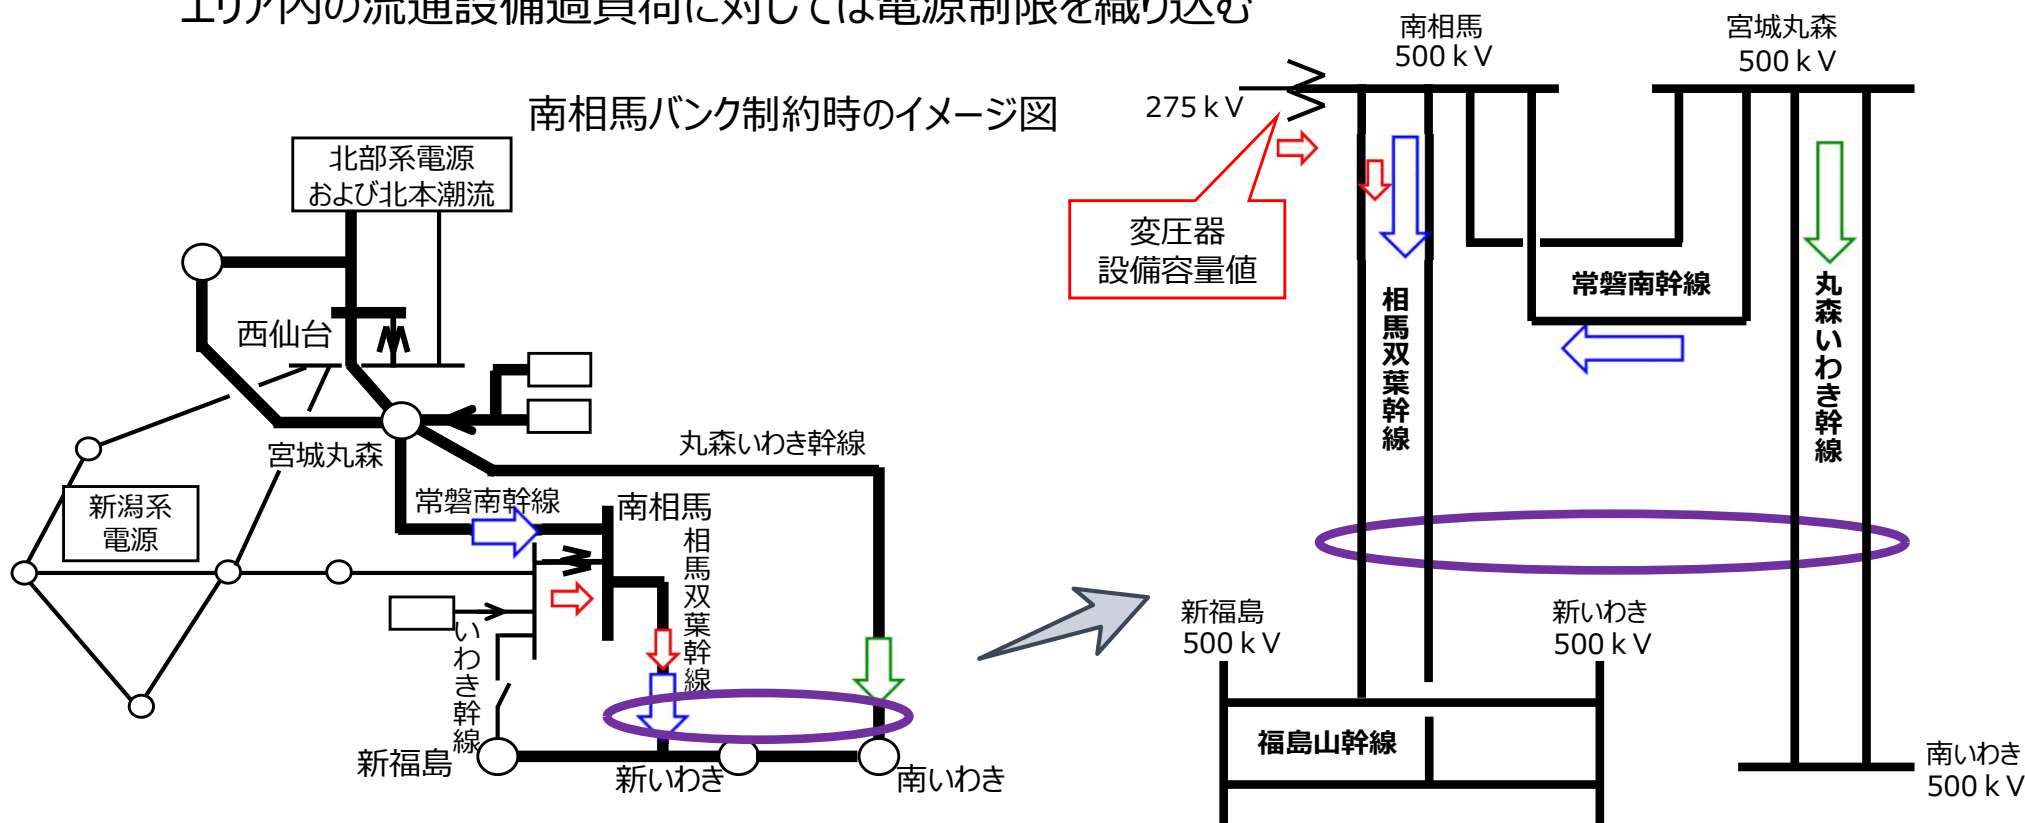 エリア内の流通設備過負荷に対しては電源制限を織り込む
南相馬バンク制約時のイメージ図
北部系電源
および北本潮流
西仙台
宮城丸森
新潟系
電源
常磐南幹線
南相馬
丸森いわき幹線
相馬双葉幹線
いわき幹線
新福島
新いわき
南いわき
南相馬
500ｋV
宮城丸森
500ｋV
275ｋV
変圧器
設備容量値
相馬双葉幹線
常磐南幹線
丸森いわき幹線
新福島
500ｋV
新いわき
500ｋV
福島山幹線
南いわき
500ｋV